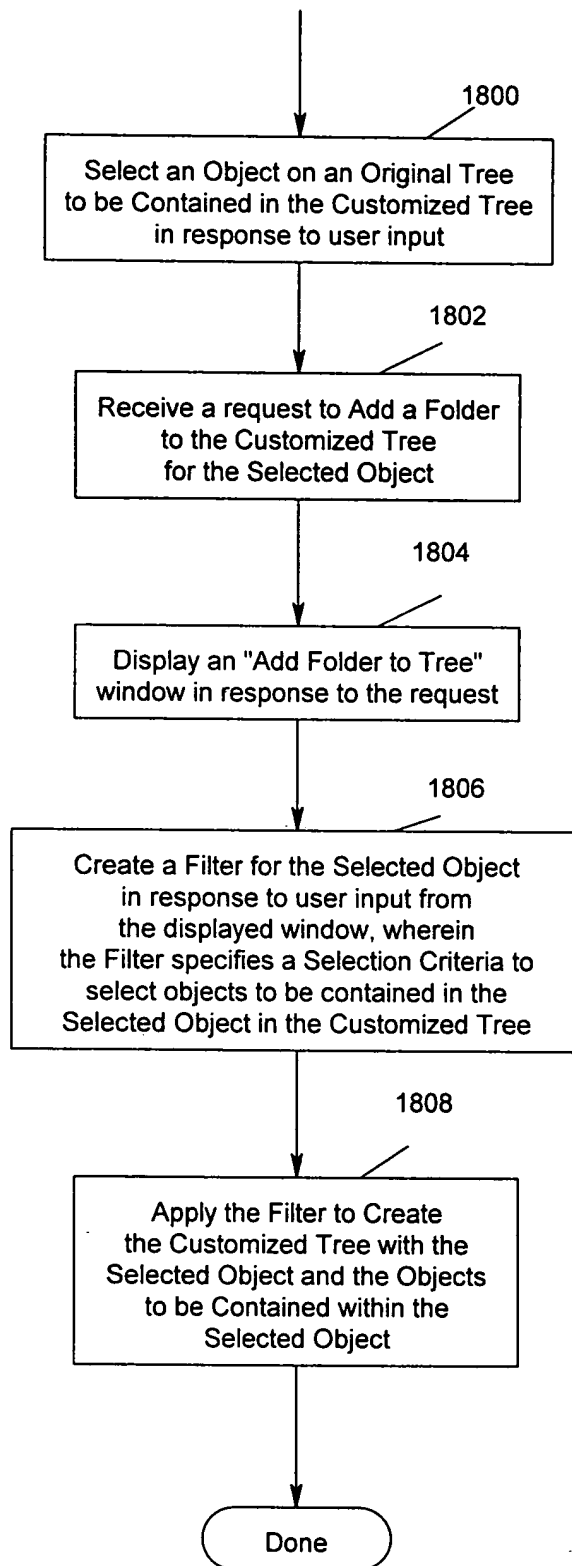 1800
Select an Object on an Original Tree
to be Contained in the Customized Tree
in response to user input
1802
Receive a request to Add a Folder
to the Customized Tree
for the Selected Object
1804
Display an "Add Folder to Tree"
window in response to the request
1806
Create a Filter for the Selected Object
in response to user input from
the displayed window, wherein
the Filter specifies a Selection Criteria to
select objects to be contained in the
Selected Object in the Customized Tree
1808
Apply the Filter to Create
the Customized Tree with the
Selected Object and the Objects
to be Contained within the
Selected Object
Done